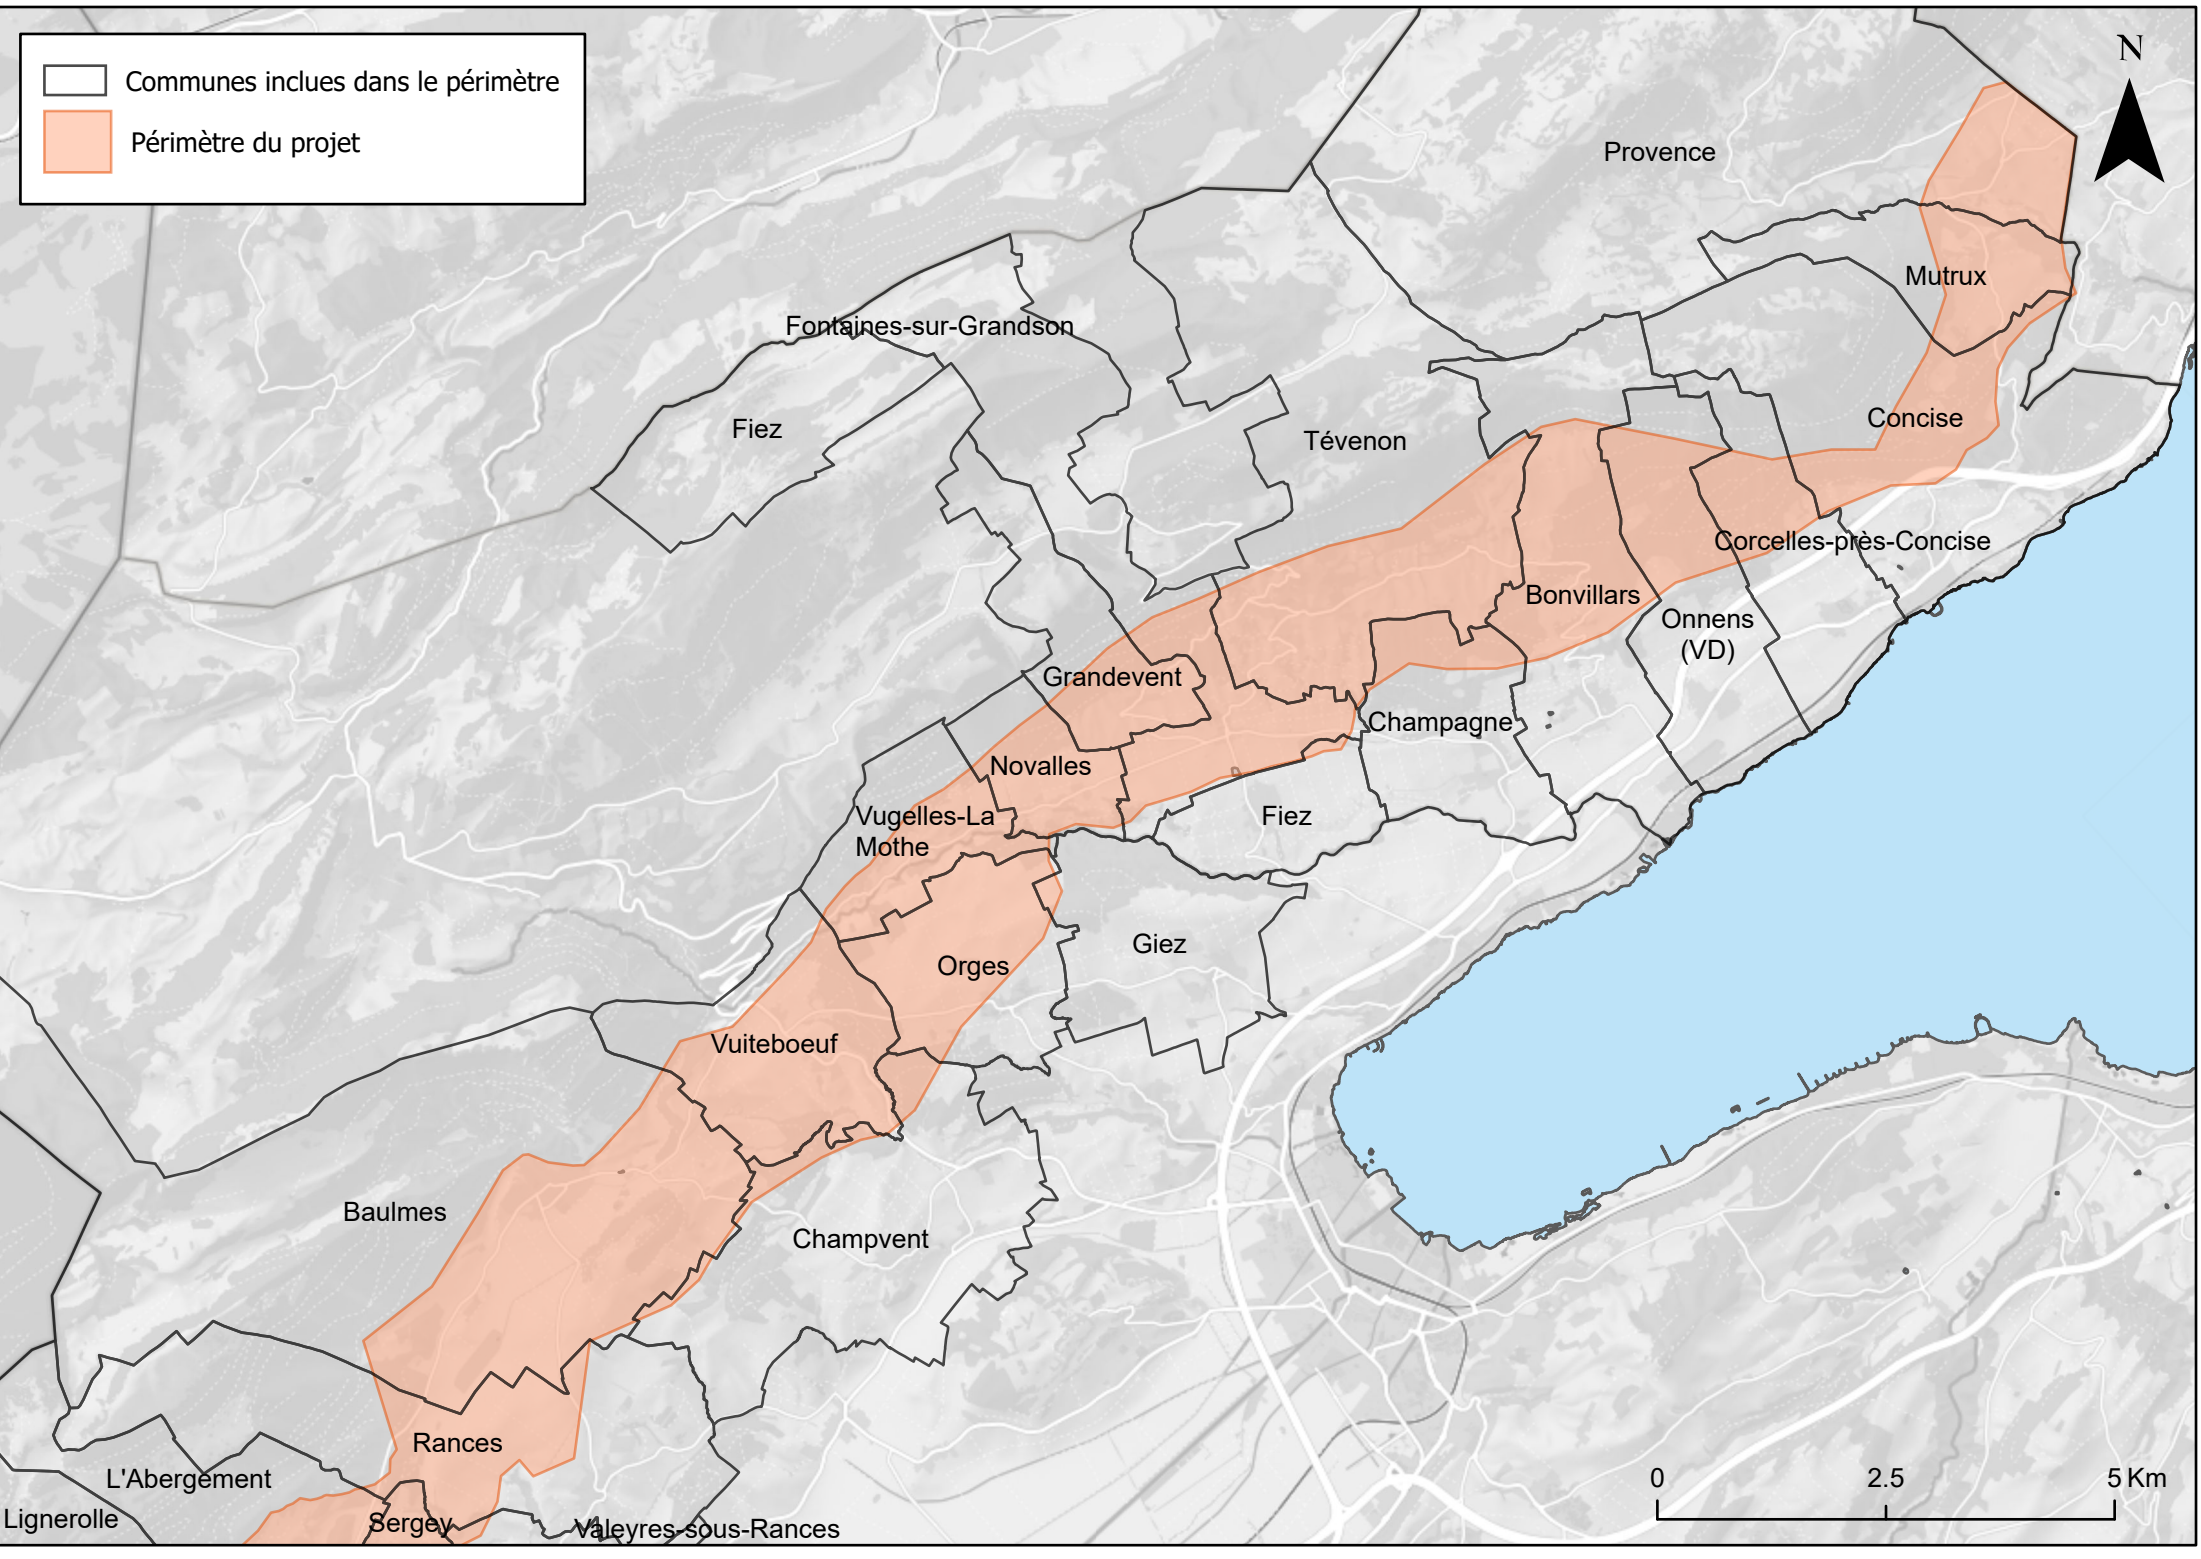 Communes inclues dans le périmètre
Périmètre du projet
N
Provence
Mutrux
Fontaines-sur-Grandson
Fiez
Tévenon
Concise
Corcelles-près-Concise
Bonvillars
Onnens
(VD)
Grandevent
Champagne
Novalles
Vugelles-La
Mothe
Fiez
Giez
Orges
Vuiteboeuf
Baulmes
Champvent
Rances
L'Abergement
Lignerolle
Sergey
Valeyres-sous-Rances
0 2.5 5 Km